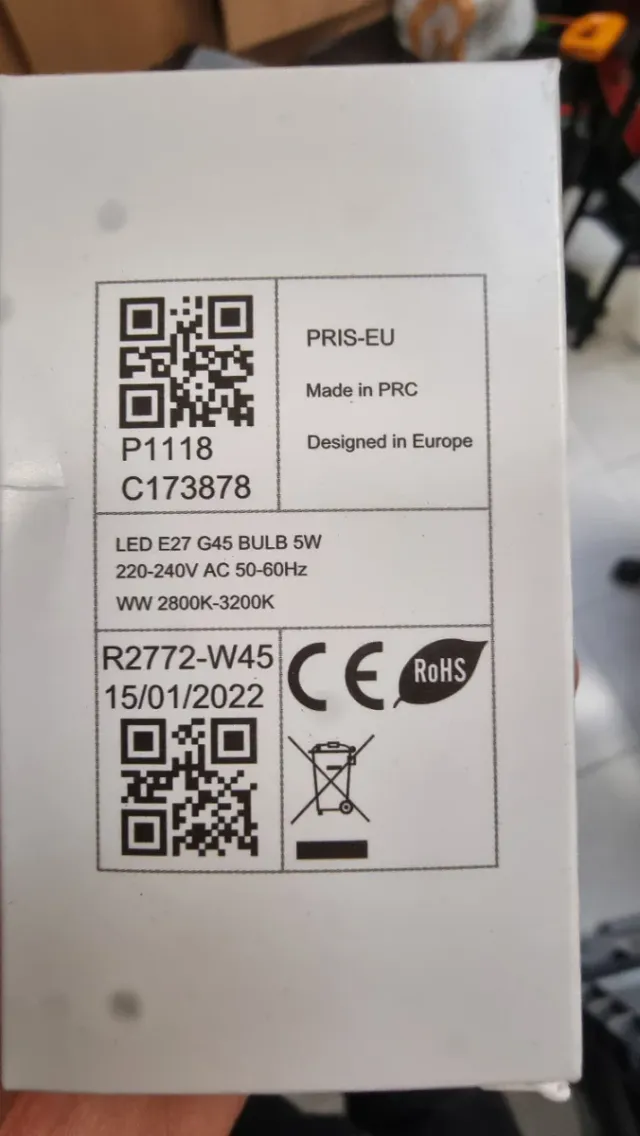 P1118
C173878
PRIS-EU
Made in PRC
Designed in Europe
LED E27 G45 BULB 5W
220-240V AC 50-60Hz
WW 2800K-3200K
R2772-W45
15/01/2022
CE
RoHS